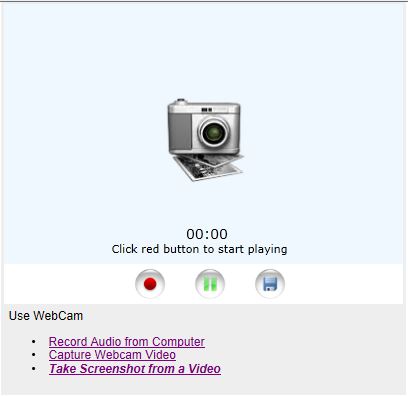 00:00
Click red button to start playing
Use WebCam
• Record Audio from Computer
• Capture Webcam Video
• Take Screenshot from a Video